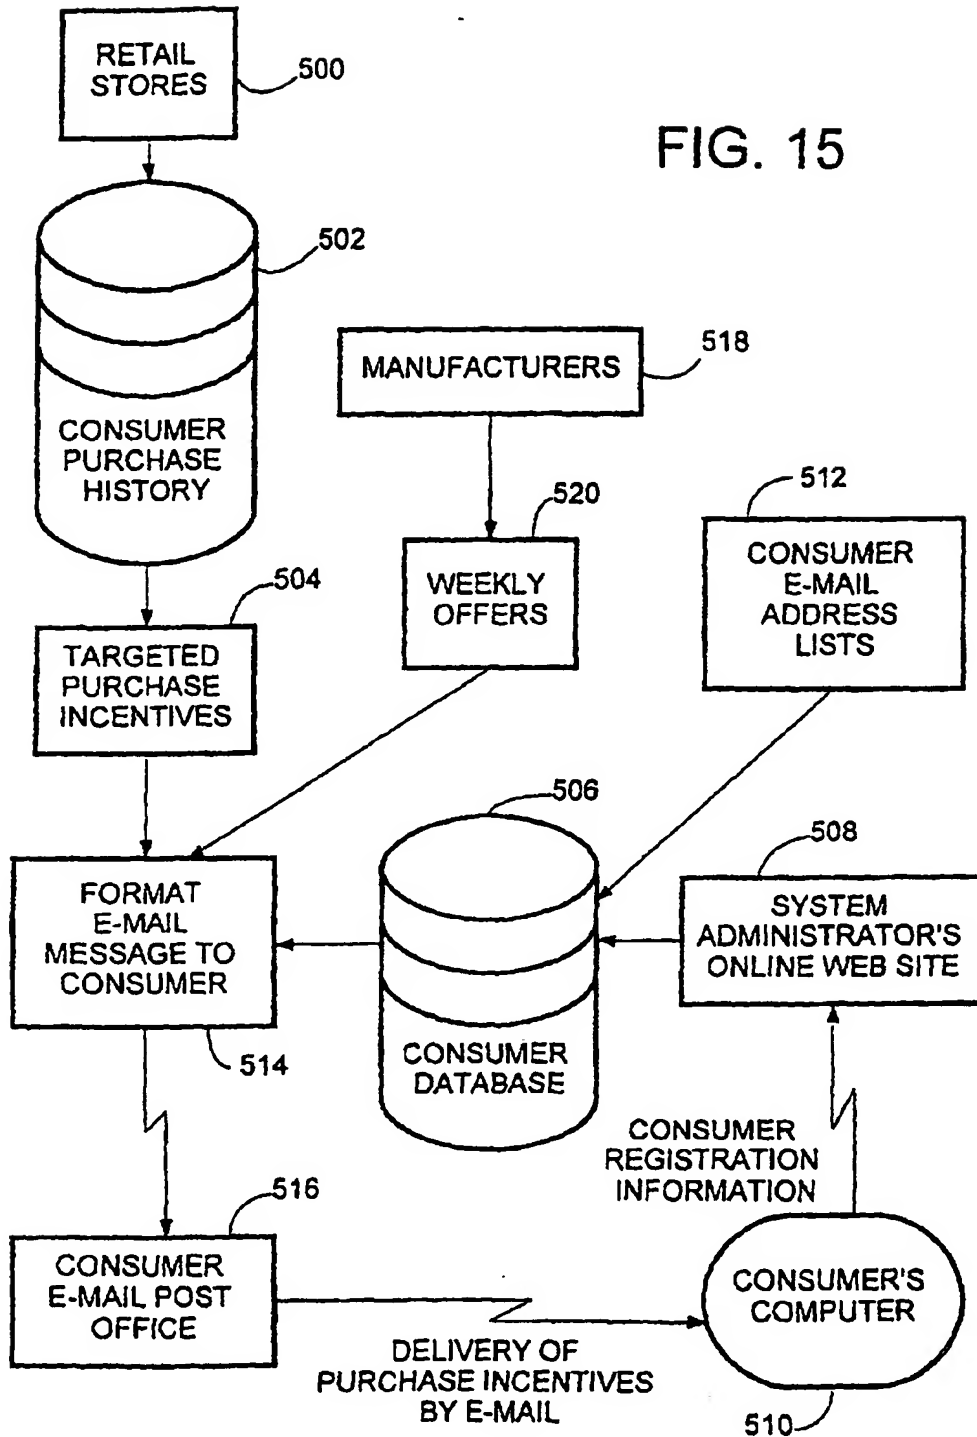 RETAIL
STORES
500
FIG. 15
502
CONSUMER
PURCHASE
HISTORY
MANUFACTURERS
518
520
512
WEEKLY
OFFERS
CONSUMER
E-MAIL
ADDRESS
LISTS
504
TARGETED
PURCHASE
INCENTIVES
506
508
FORMAT
E-MAIL
MESSAGE TO
CONSUMER
SYSTEM
ADMINISTRATOR'S
ONLINE WEB SITE
CONSUMER
DATABASE
514
CONSUMER
REGISTRATION
INFORMATION
516
CONSUMER
E-MAIL POST
OFFICE
CONSUMER'S
COMPUTER
DELIVERY OF
PURCHASE INCENTIVES
BY E-MAIL
510